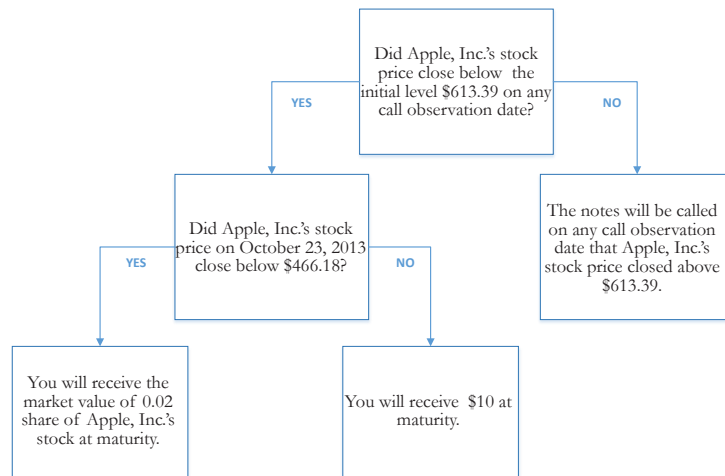 Did Apple, Inc.'s stock
price close below the
initial level $613.39 on any
call observation date?
YES
NO
Did Apple, Inc.'s stock
price on October 23, 2013
close below $466.18?
The notes will be called
on any call observation
date that Apple, Inc.'s
stock price closed above
$613.39.
YES
NO
You will receive the
market value of 0.02
share of Apple, Inc.'s
stock at maturity.
You will receive $10 at
maturity.